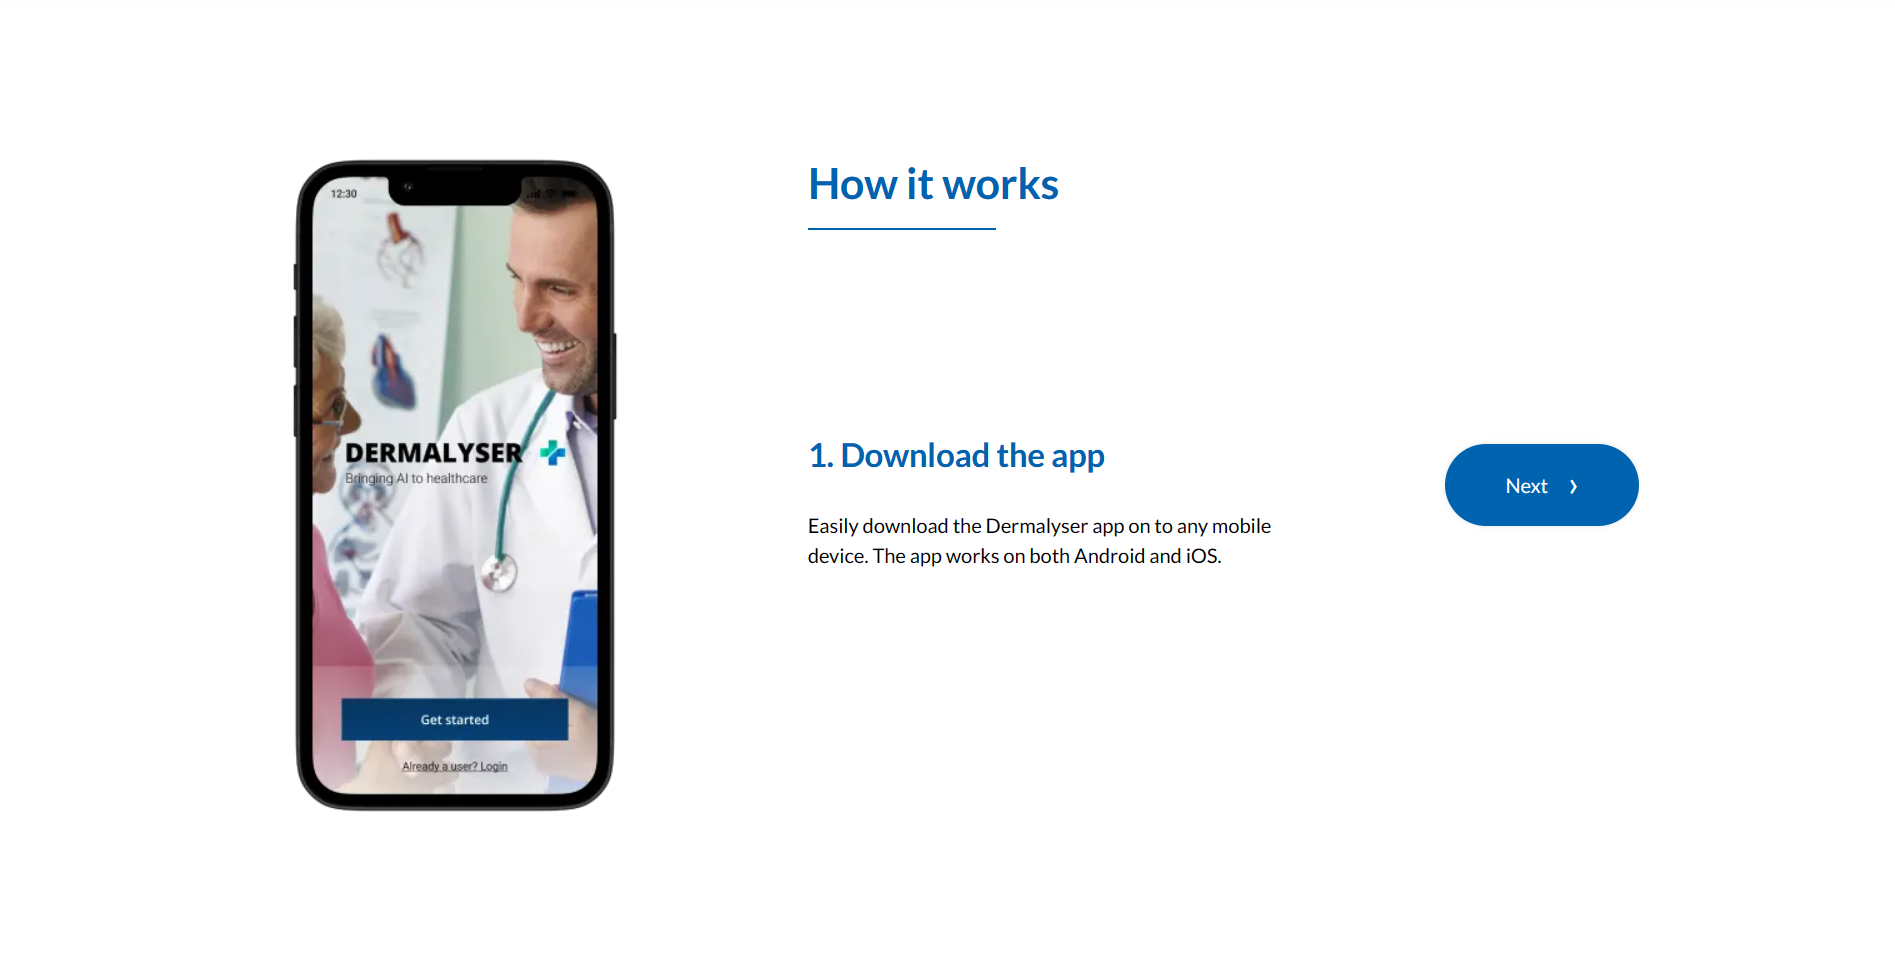 12:30
DERMALYSER
Bringing AI to healthcare
Get started
Already a user? Login
How it works
1. Download the app
Easily download the Dermalyser app on to any mobile
device. The app works on both Android and iOS.
Next